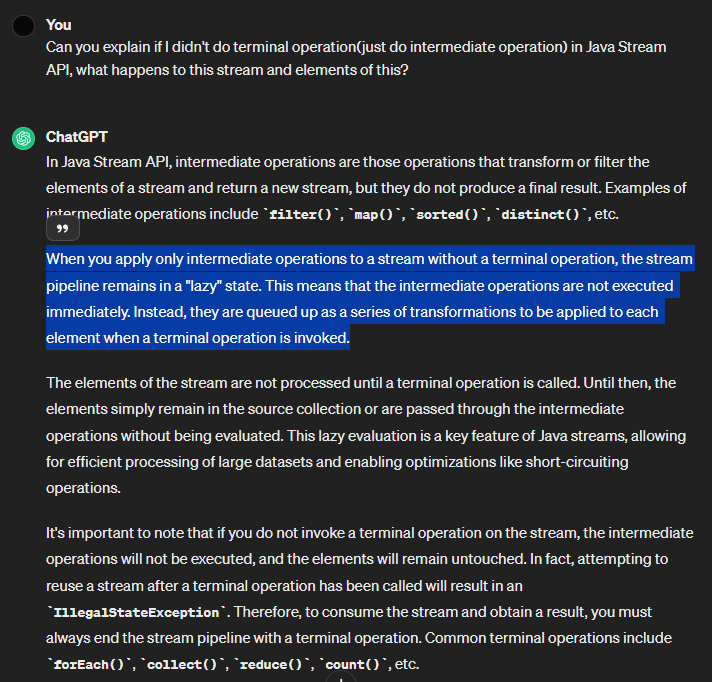 You
Can you explain if I didn't do terminal operation(just do intermediate operation) in Java Stream
API, what happens to this stream and elements of this?
ChatGPT
In Java Stream API, intermediate operations are those operations that transform or filter the
elements of a stream and return a new stream, but they do not produce a final result. Examples of
intermediate operations include `filter()`, `map()`, `sorted()`, `distinct()`, etc.
When you apply only intermediate operations to a stream without a terminal operation, the stream
pipeline remains in a "lazy" state. This means that the intermediate operations are not executed
immediately. Instead, they are queued up as a series of transformations to be applied to each
element when a terminal operation is invoked.
The elements of the stream are not processed until a terminal operation is called. Until then, the
elements simply remain in the source collection or are passed through the intermediate
operations without being evaluated. This lazy evaluation is a key feature of Java streams, allowing
for efficient processing of large datasets and enabling optimizations like short-circuiting
operations.
It's important to note that if you do not invoke a terminal operation on the stream, the intermediate
operations will not be executed, and the elements will remain untouched. In fact, attempting to
reuse a stream after a terminal operation has been called will result in an
`IllegalStateException`. Therefore, to consume the stream and obtain a result, you must
always end the stream pipeline with a terminal operation. Common terminal operations include
`forEach()`, `collect()`, `reduce()`, `count()`, etc.